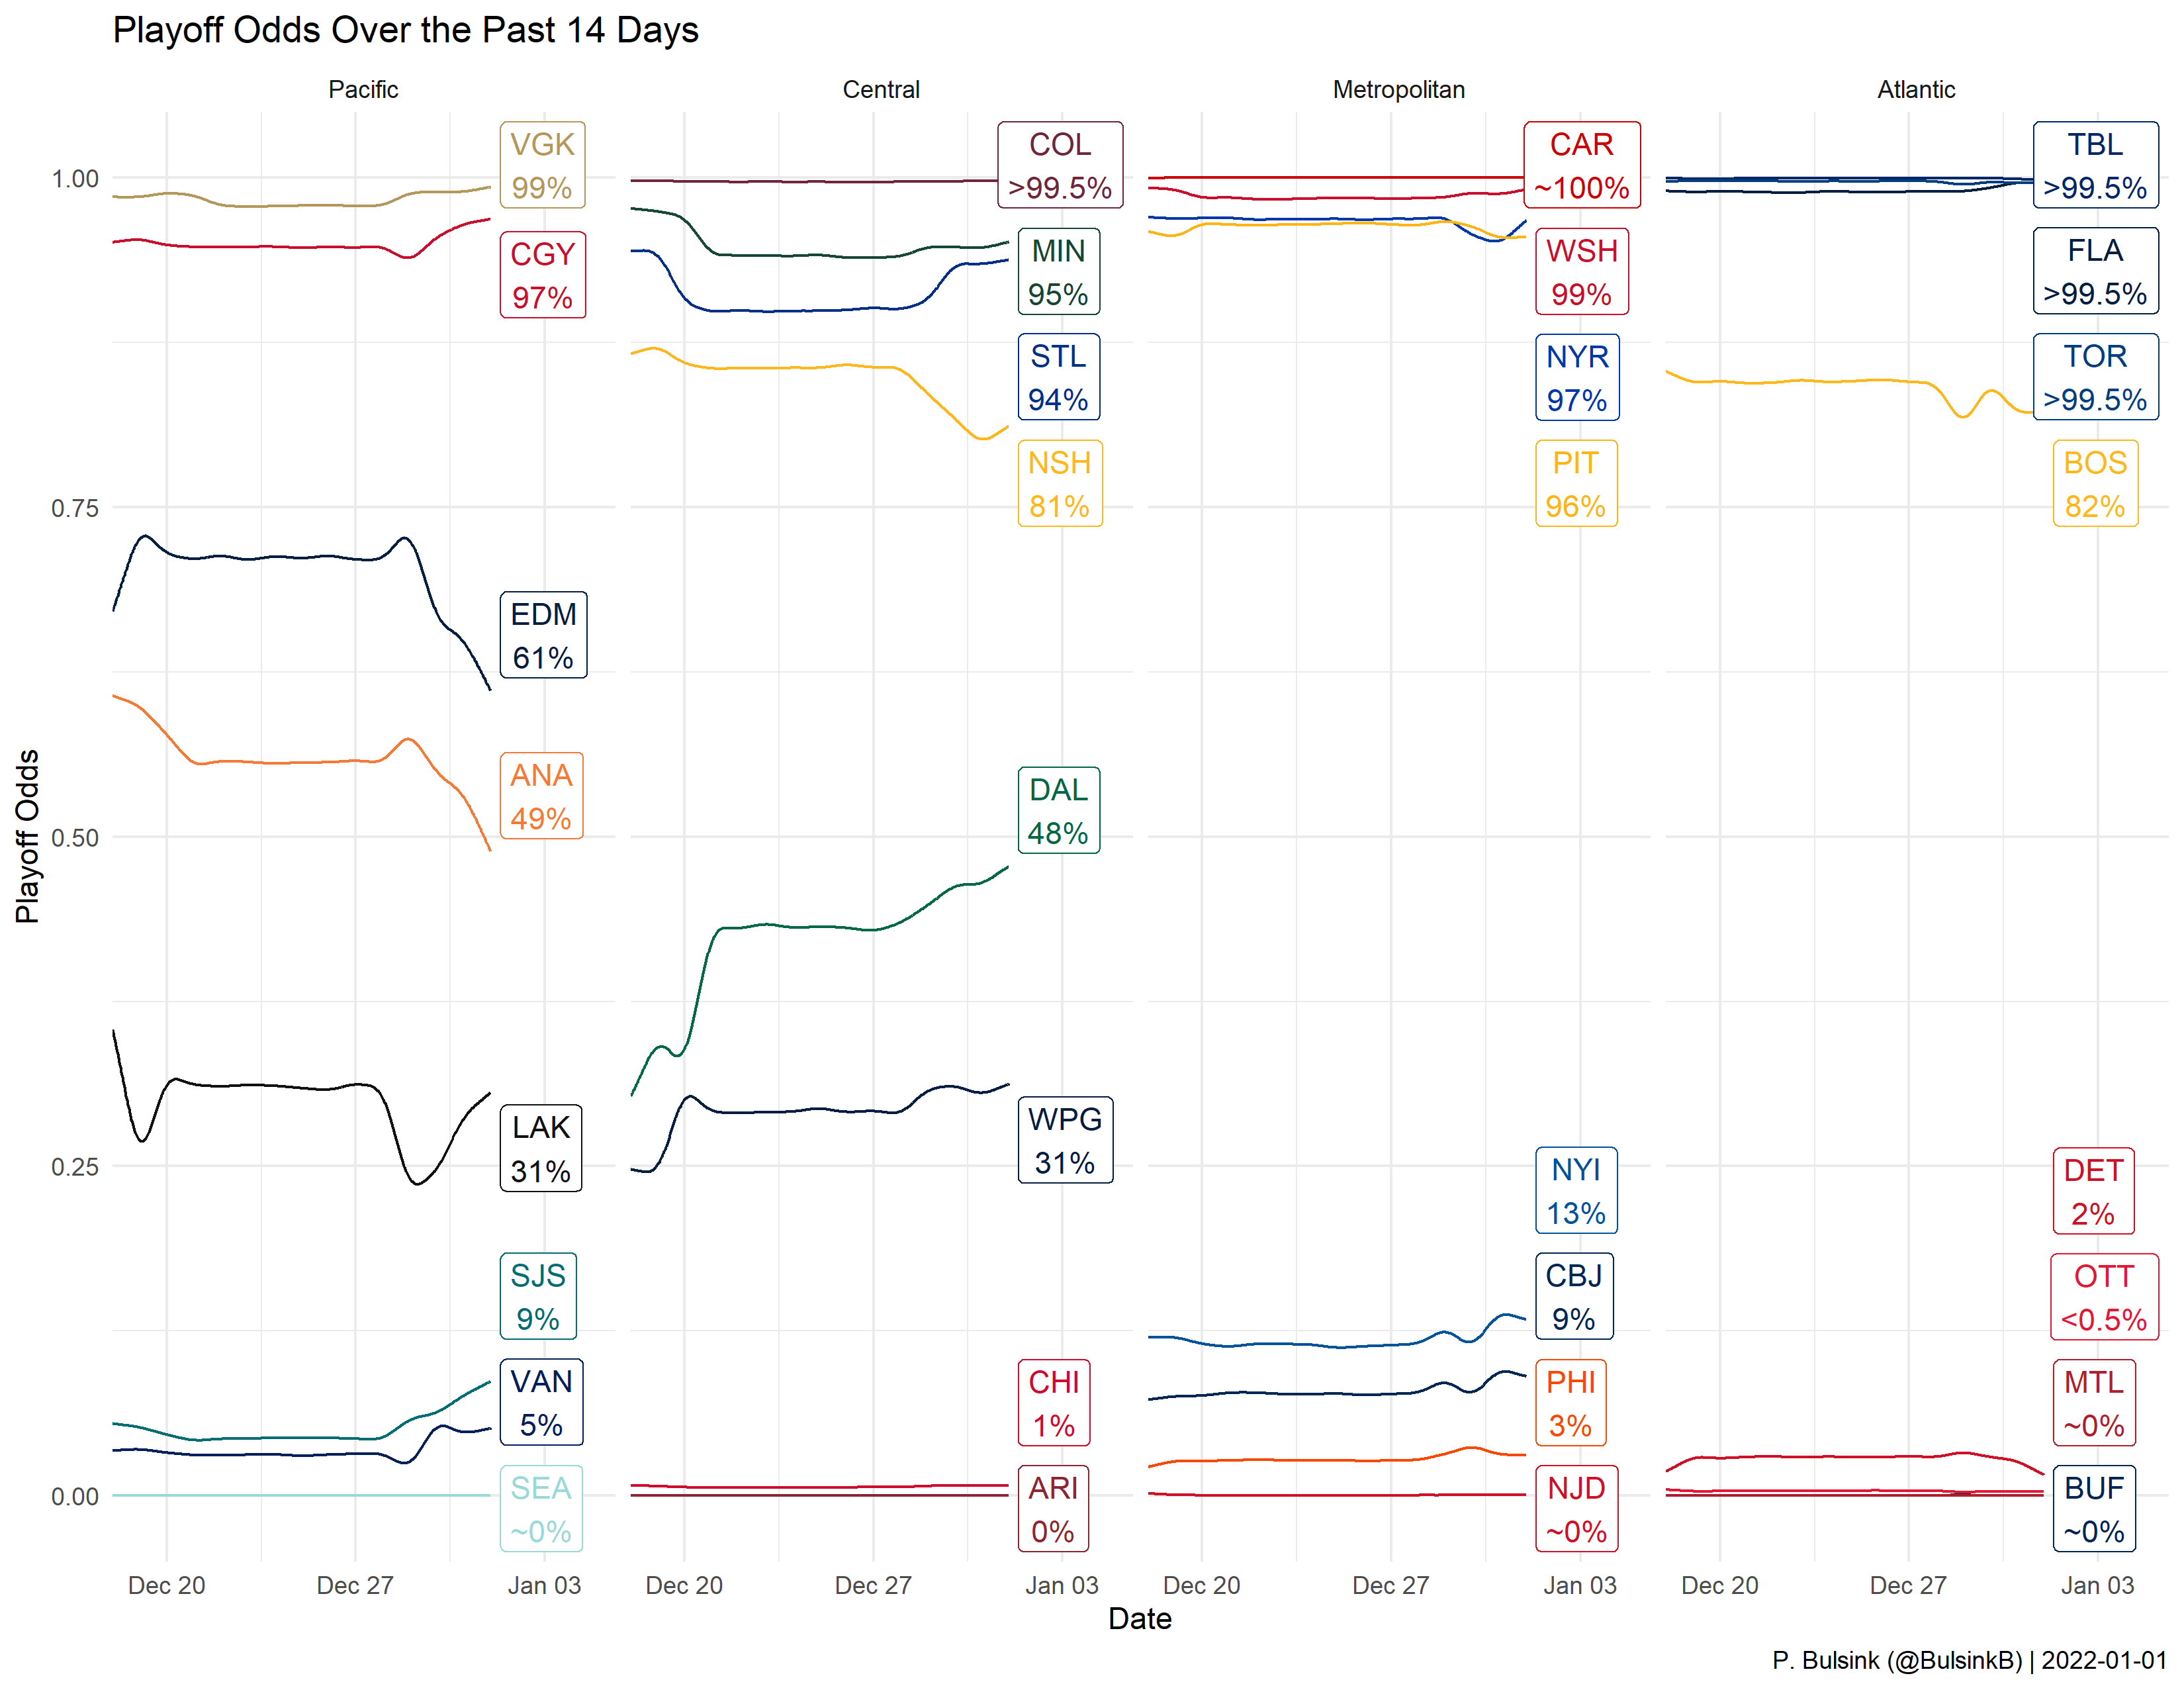 Playoff Odds Over the Past 14 Days
Pacific
Central
Metropolitan
Atlantic
Playoff Odds
1.00
0.75
0.50
0.25
0.00
VGK
99%
CGY
97%
EDM
61%
ANA
49%
LAK
31%
SJS
9%
VAN
5%
SEA
~0%
COL
>99.5%
MIN
95%
STL
94%
NSH
81%
DAL
48%
WPG
31%
CHI
1%
ARI
0%
CAR
~100%
WSH
99%
NYR
97%
PIT
96%
NYI
13%
CBJ
9%
PHI
3%
NJD
~0%
TBL
>99.5%
FLA
>99.5%
TOR
>99.5%
BOS
82%
DET
2%
OTT
<0.5%
MTL
~0%
BUF
~0%
Dec 20
Dec 27
Jan 03
Dec 20
Dec 27
Jan 03
Dec 20
Dec 27
Jan 03
Dec 20
Dec 27
Jan 03
Date
P. Bulsink (@BulsinkB) | 2022-01-01